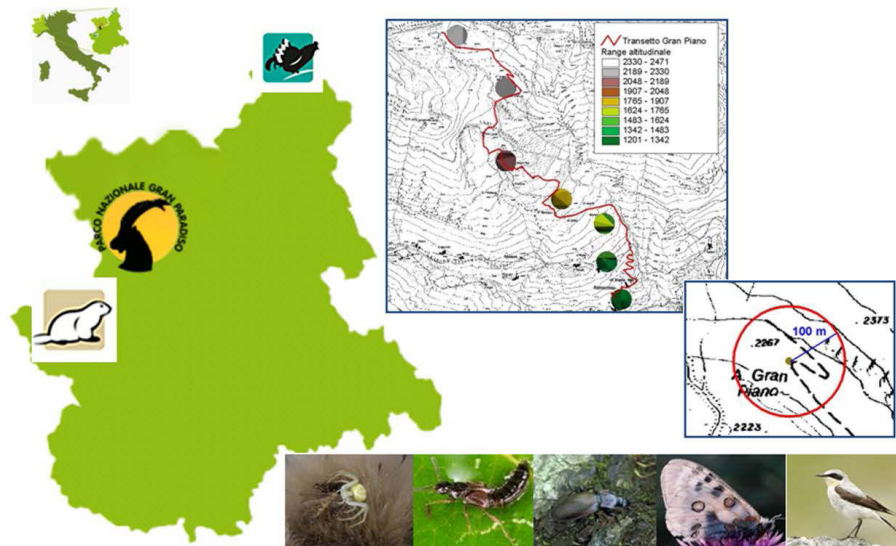 PARCO NAZIONALE GRAN PARADISO
Transetto Gran Piano
Range altitudinale
2330 - 2471
2189 - 2330
2048 - 2189
1907 - 2048
1765 - 1907
1624 - 1765
1483 - 1624
1342 - 1483
1201 - 1342
100 m
2373
2267
A. Gran
Piano
2223